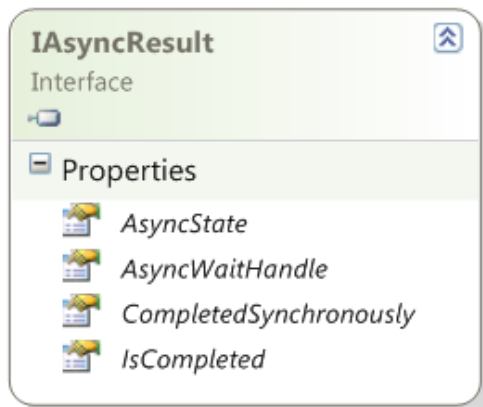 IAsyncResult
Interface
Properties
AsyncState
AsyncWaitHandle
CompletedSynchronously
IsCompleted